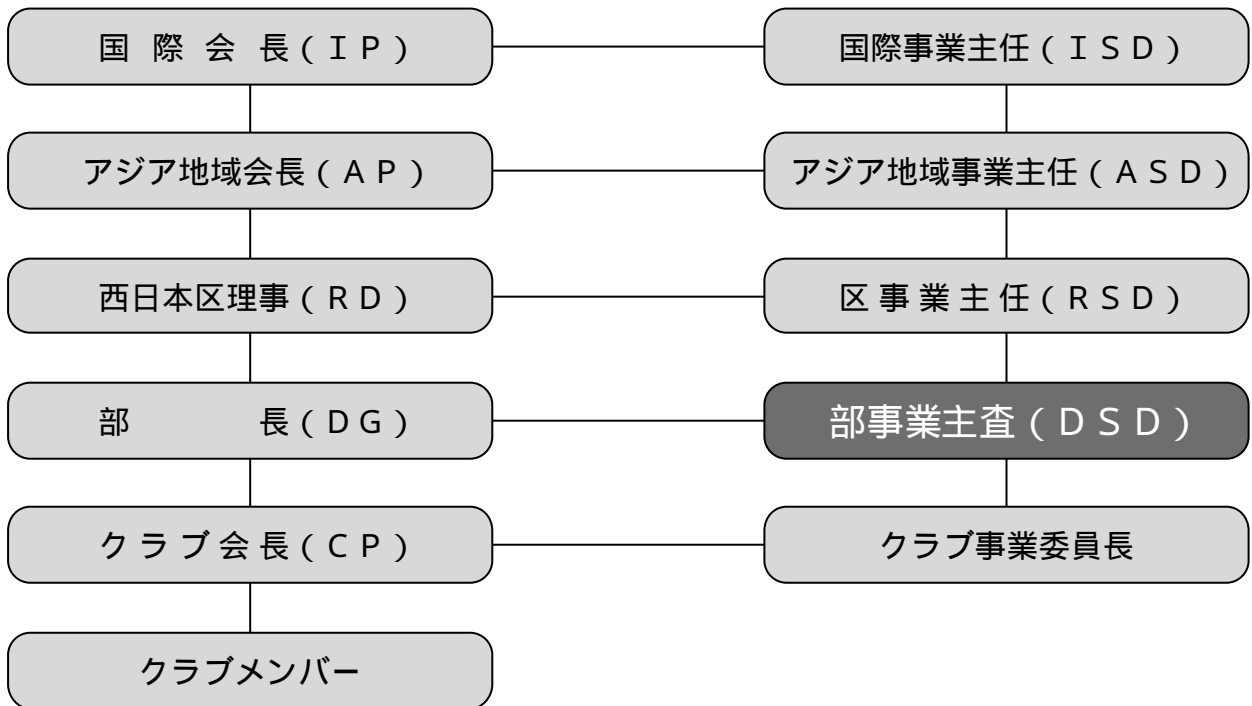 国 際 会 長(ＩＰ)
国際事業主任(ＩＳＤ)
アジア地域会長(ＡＰ)
アジア地域事業主任(ＡＳＤ)
西日本区理事(ＲＤ)
区 事 業 主 任(ＲＳＤ)
部　　　　長(ＤＧ)
部事業主査(ＤＳＤ)
ク ラ ブ 会 長(ＣＰ)
クラブ事業委員長
クラブメンバー